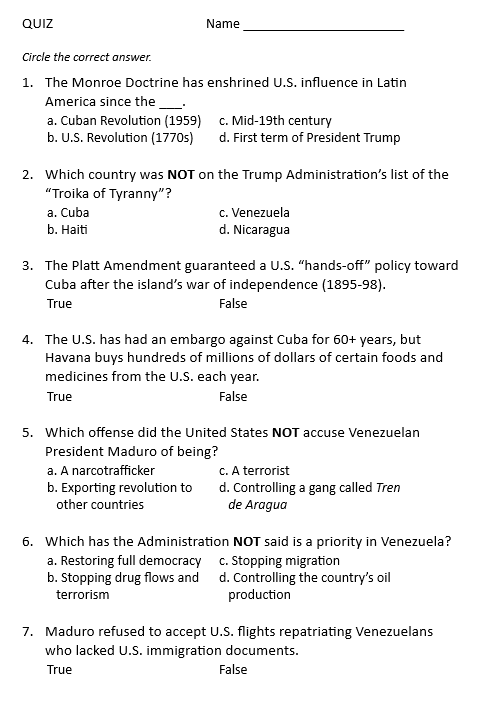 QUIZ Name ________________________
Circle the correct answer.
1. The Monroe Doctrine has enshrined U.S. influence in Latin
America since the ___.
a. Cuban Revolution (1959) c. Mid-19th century
b. U.S. Revolution (1770s) d. First term of President Trump
2. Which country was NOT on the Trump Administration's list of the
“Troika of Tyranny”?
a. Cuba c. Venezuela
b. Haiti d. Nicaragua
3. The Platt Amendment guaranteed a U.S. “hands-off” policy toward
Cuba after the island's war of independence (1895-98).
True False
4. The U.S. has had an embargo against Cuba for 60+ years, but
Havana buys hundreds of millions of dollars of certain foods and
medicines from the U.S. each year.
True False
5. Which offense did the United States NOT accuse Venezuelan
President Maduro of being?
a. A narcotrafficker c. A terrorist
b. Exporting revolution to d. Controlling a gang called Tren
other countries de Aragua
6. Which has the Administration NOT said is a priority in Venezuela?
a. Restoring full democracy c. Stopping migration
b. Stopping drug flows and d. Controlling the country's oil
terrorism production
7. Maduro refused to accept U.S. flights repatriating Venezuelans
who lacked U.S. immigration documents.
True False